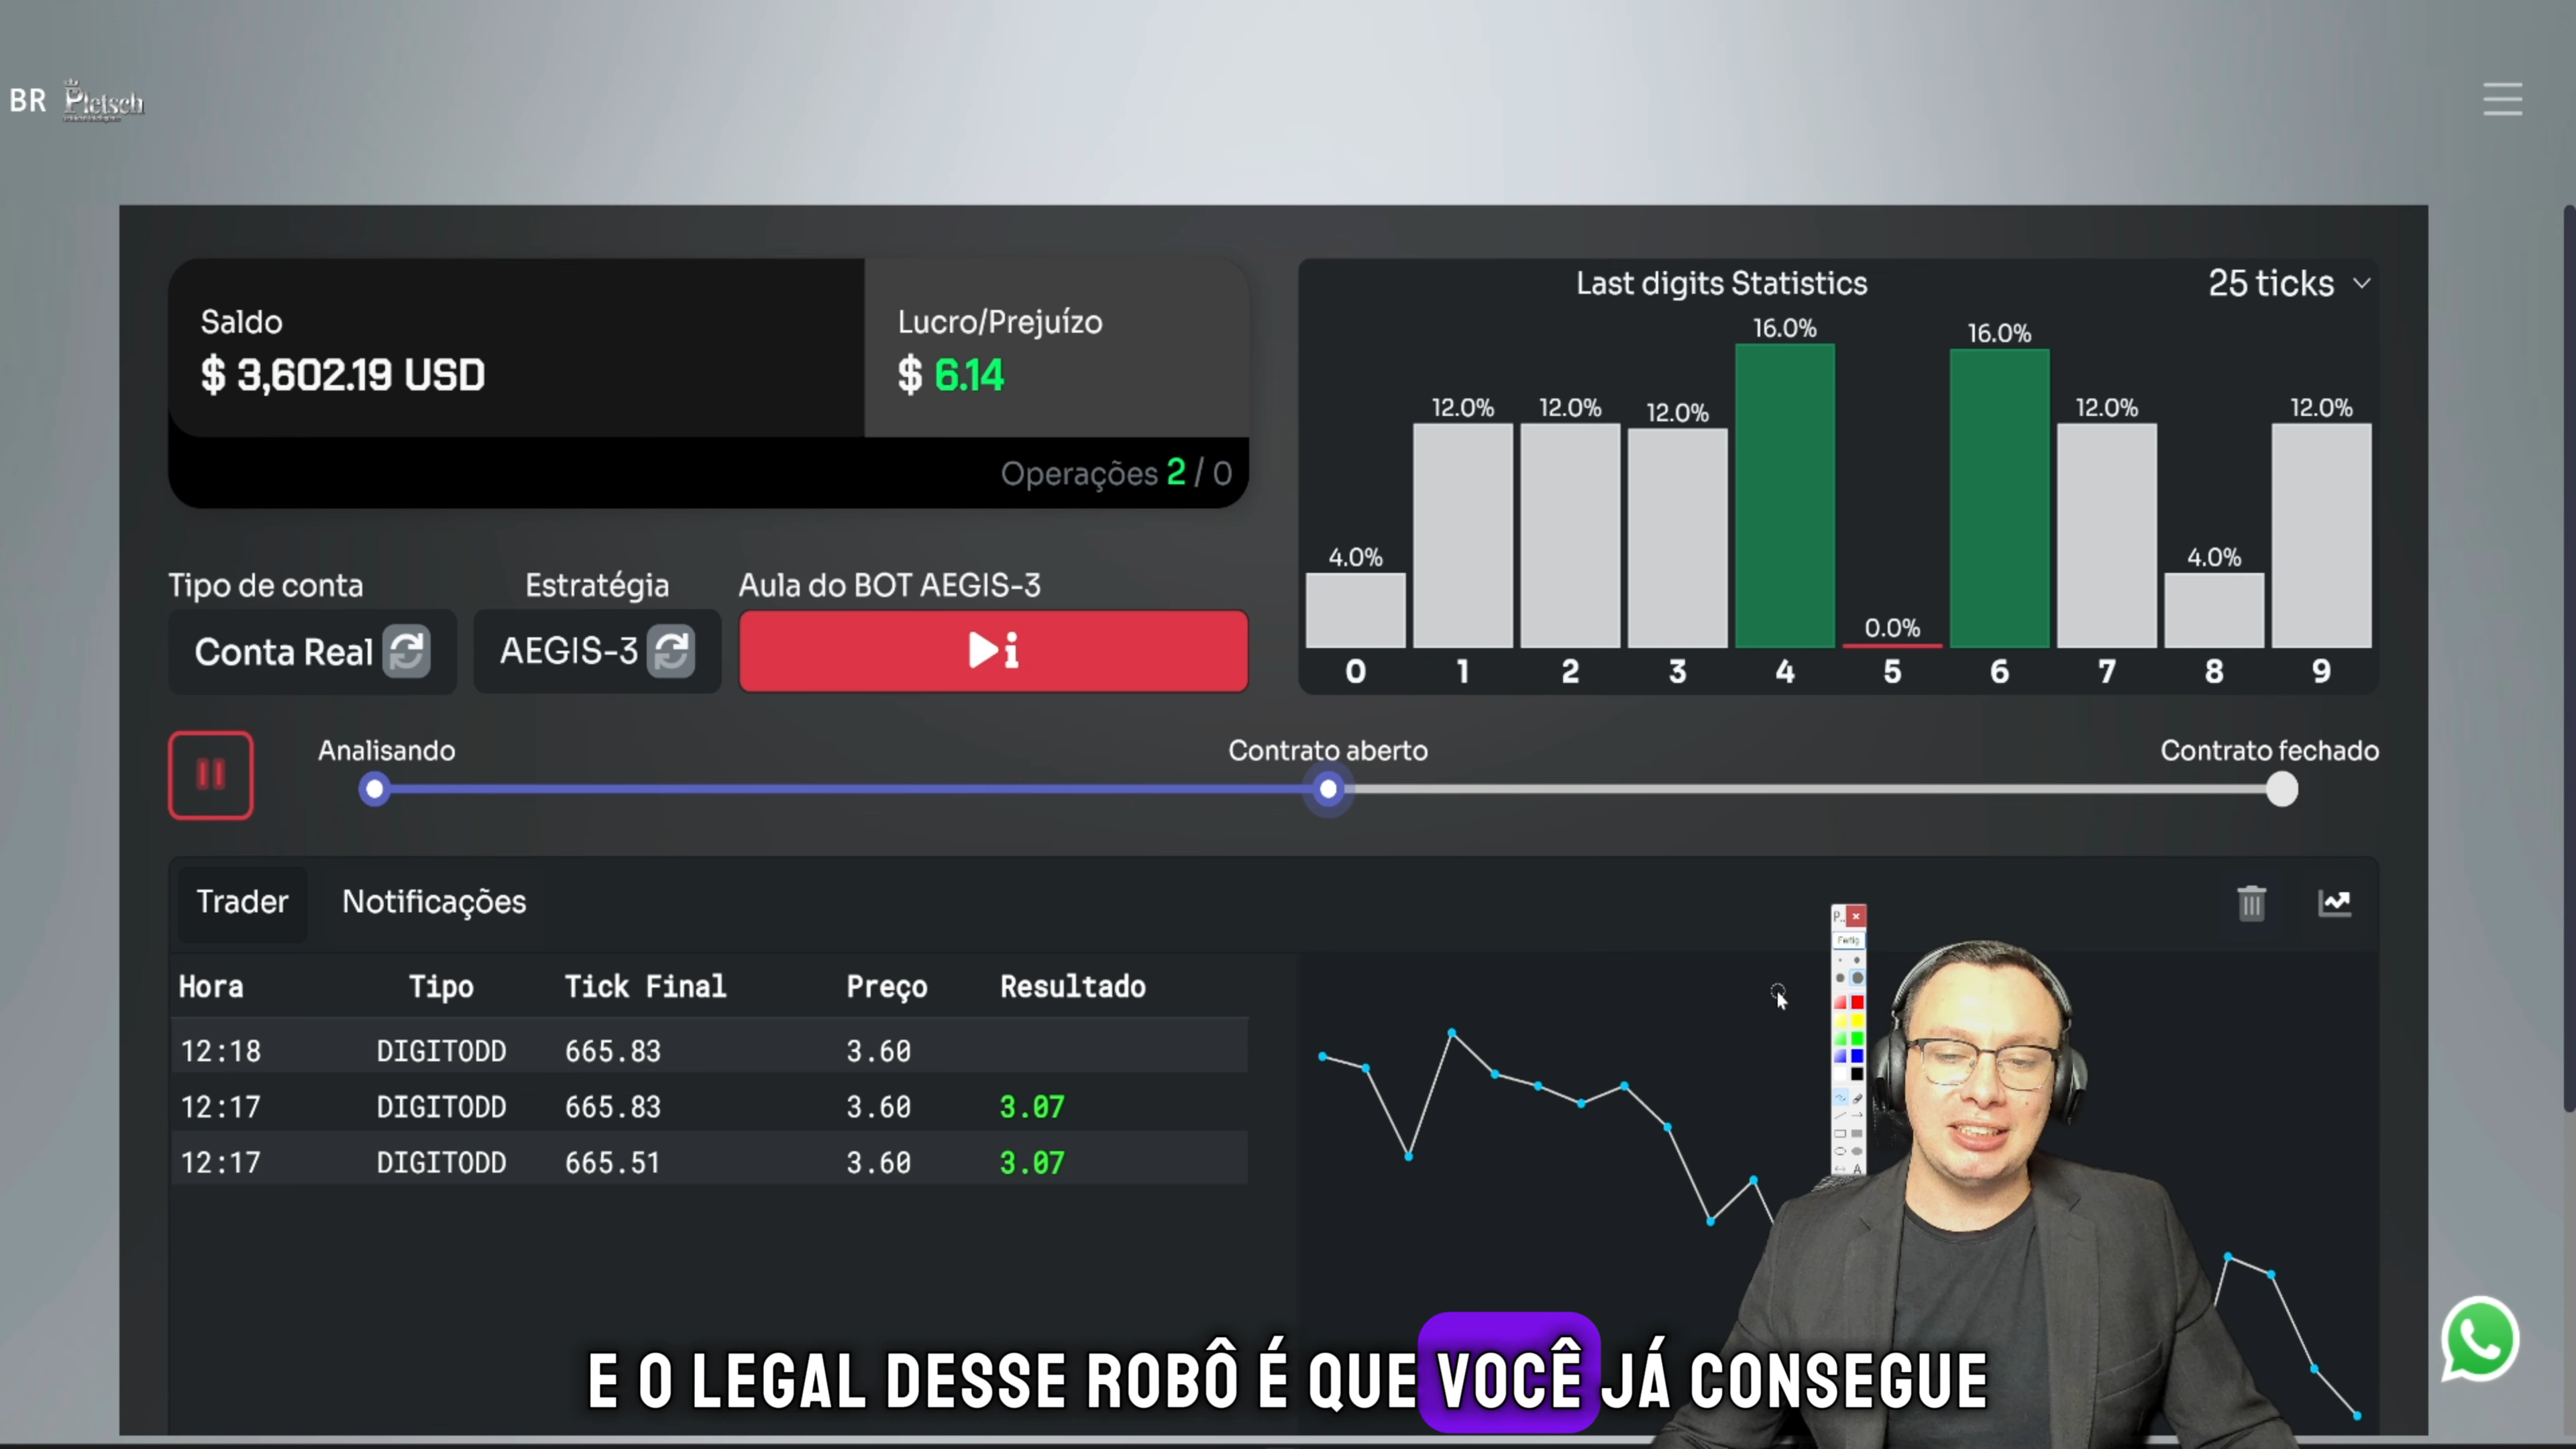 BR Pletsch
Saldo
$ 3,602.19 USD
Lucro/Prejuízo
$ 6.14
Operações 2 / 0
Last digits Statistics
25 ticks
4.0%
12.0%
12.0%
12.0%
16.0%
0.0%
16.0%
12.0%
4.0%
12.0%
0 1 2 3 4 5 6 7 8 9
Tipo de conta
Conta Real
Estratégia
AEGIS-3
Aula do BOT AEGIS-3
Analisando
Contrato aberto
Contrato fechado
Trader Notificações
Hora Tipo Tick Final Preço Resultado
12:18 DIGITODD 665.83 3.60
12:17 DIGITODD 665.83 3.60 3.07
12:17 DIGITODD 665.51 3.60 3.07
P..
Fertig
A
E O LEGAL DESSE ROBÔ É QUE VOCÊ JÁ CONSEGUE